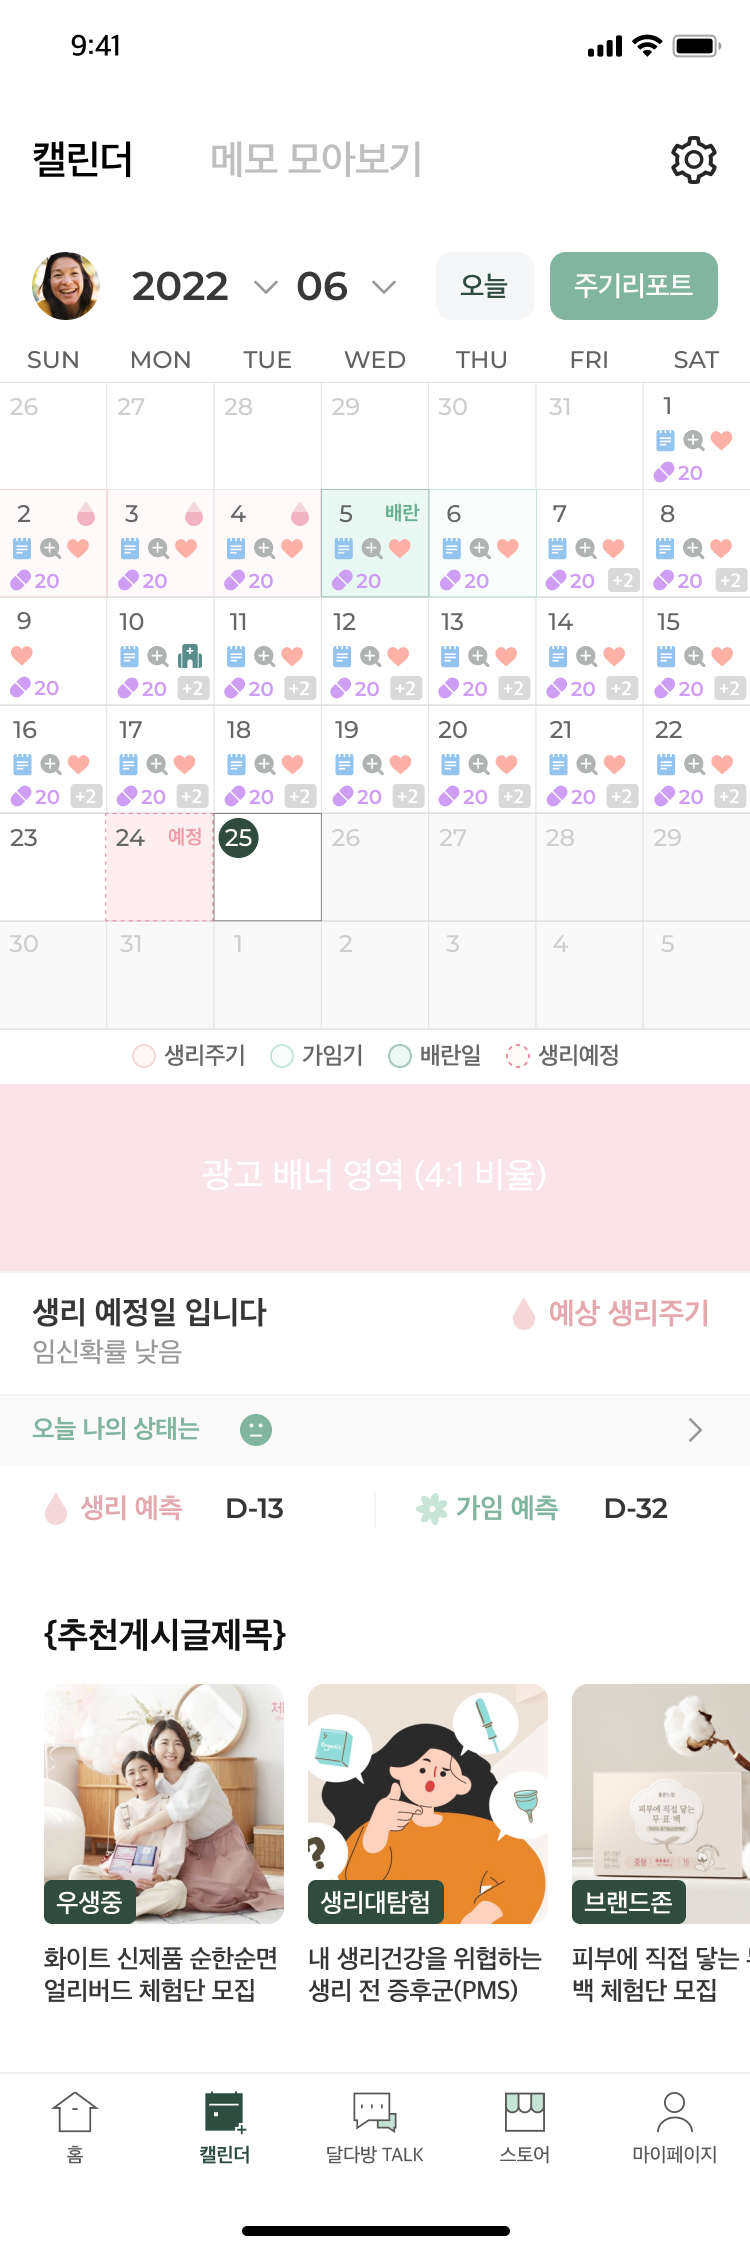 9:41
캘린더 메모 모아보기
2022 06 오늘 주기리포트
SUN MON TUE WED THU FRI SAT
26 27 28 29 30 31 1
20
2 3 4 5 배란 6 7 8
20 20 20 20 20 20 +2 20 +2
9 10 11 12 13 14 15
20 20 +2 20 +2 20 +2 20 +2 20 +2 20 +2
16 17 18 19 20 21 22
20 +2 20 +2 20 +2 20 +2 20 +2 20 +2 20 +2
23 24 예정 25 26 27 28 29
30 31 1 2 3 4 5
생리주기 가임기 배란일 생리예정
광고 배너 영역 (4:1 비율)
생리 예정일 입니다 예상 생리주기
임신확률 낮음
오늘 나의 상태는
생리 예측 D-13 가임 예측 D-32
{추천게시글제목}
Organic
?
피부에 직접 닿는
무·표·백
중형
우생중 생리대탐험 브랜드존
화이트 신제품 순한순면
얼리버드 체험단 모집
내 생리건강을 위협하는
생리 전 증후군(PMS)
피부에 직접 닿는
백 체험단 모집
홈 캘린더 달다방 TALK 스토어 마이페이지